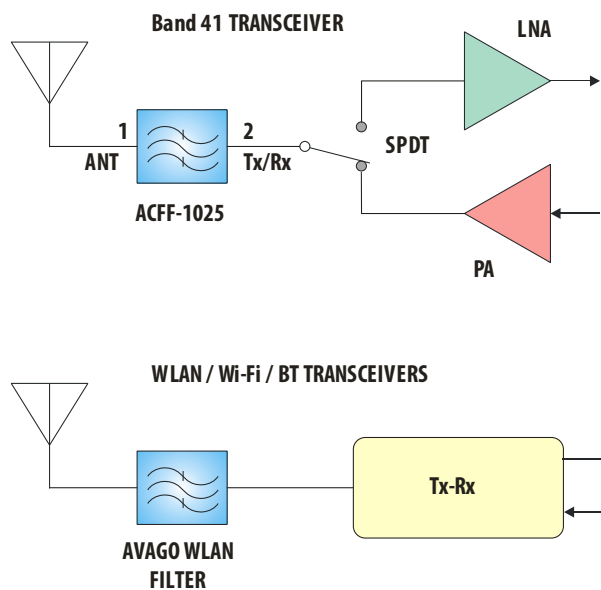 Band 41 TRANSCEIVER
LNA
1
2
ANT
Tx/Rx
SPDT
ACFF-1025
PA
WLAN / Wi-Fi / BT TRANSCEIVERS
Tx-Rx
AVAGO WLAN
FILTER